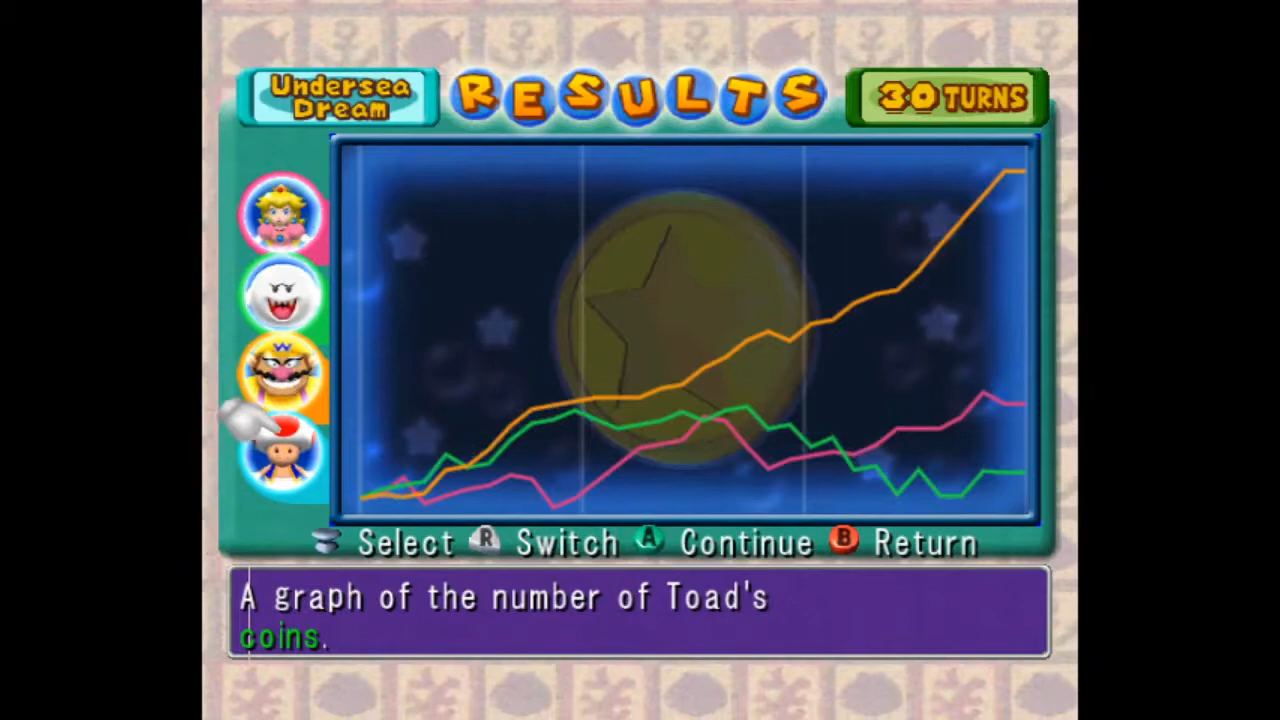 Undersea
Dream
RESULTS
30 TURNS
Select R Switch A Continue B Return
A graph of the number of Toad's
coins.